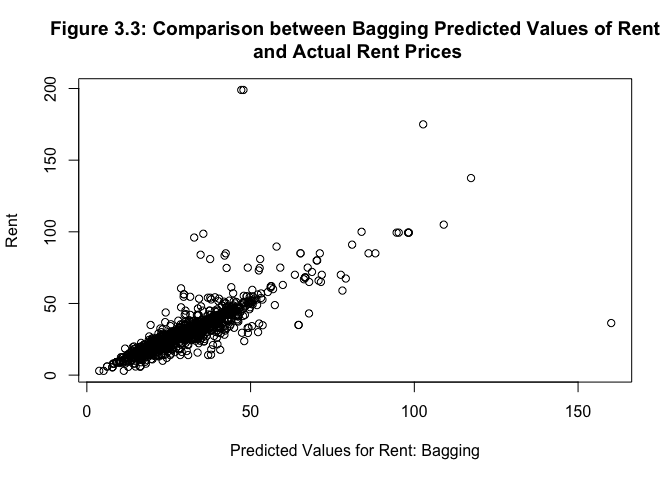 Figure 3.3: Comparison between Bagging Predicted Values of Rent
and Actual Rent Prices
Rent
200
150
100
50
0
0 50 100 150
Predicted Values for Rent: Bagging